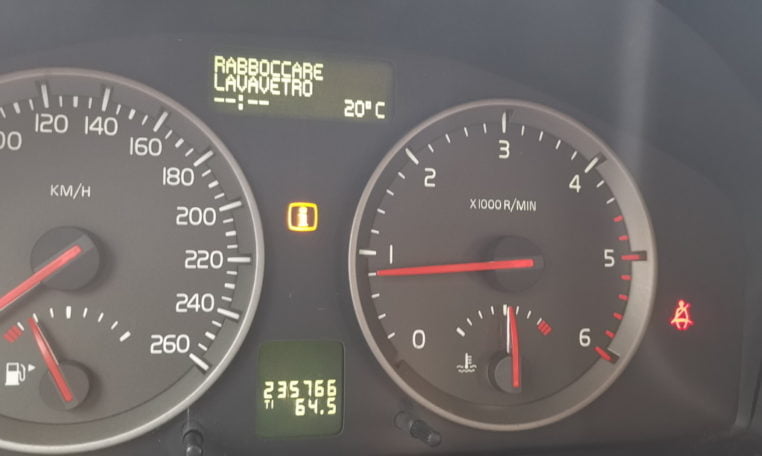 RABBOCCARE
LAVAVETRO
--:-- 20°C
120 140 160 180 200 220 240 260
KM/H
0 1 2 3 4 5 6
X1000 R/MIN
235766
T1 64.5